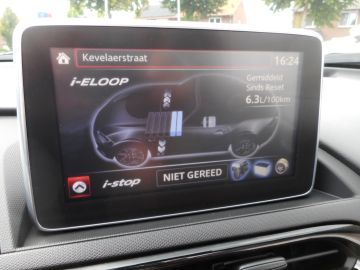 Kevelaerstraat
16:24
i-ELOOP
Gemiddeld
Sinds Reset
6.3L/100km
i-stop
NIET GEREED